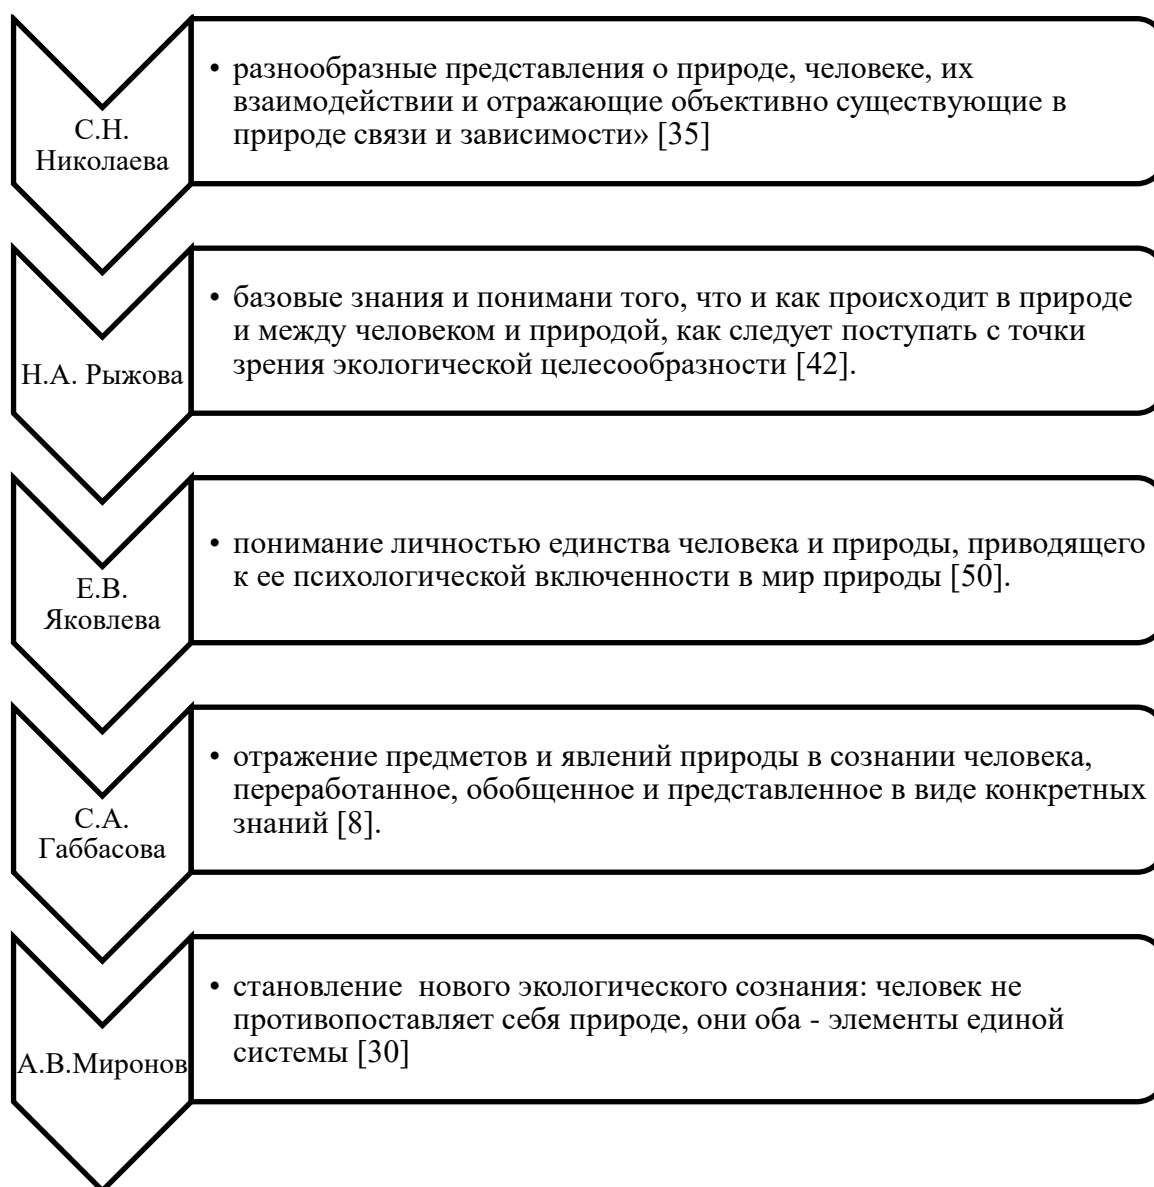 С.Н.
Николаева
• разнообразные представления о природе, человеке, их
взаимодействии и отражающие объективно существующие в
природе связи и зависимости» [35]
Н.А. Рыжова
• базовые знания и понимани того, что и как происходит в природе
и между человеком и природой, как следует поступать с точки
зрения экологической целесообразности [42].
Е.В.
Яковлева
• понимание личностью единства человека и природы, приводящего
к ее психологической включенности в мир природы [50].
С.А.
Габбасова
• отражение предметов и явлений природы в сознании человека,
переработанное, обобщенное и представленное в виде конкретных
знаний [8].
А.В.Миронов
• становление  нового экологического сознания: человек не
противопоставляет себя природе, они оба - элементы единой
системы [30]